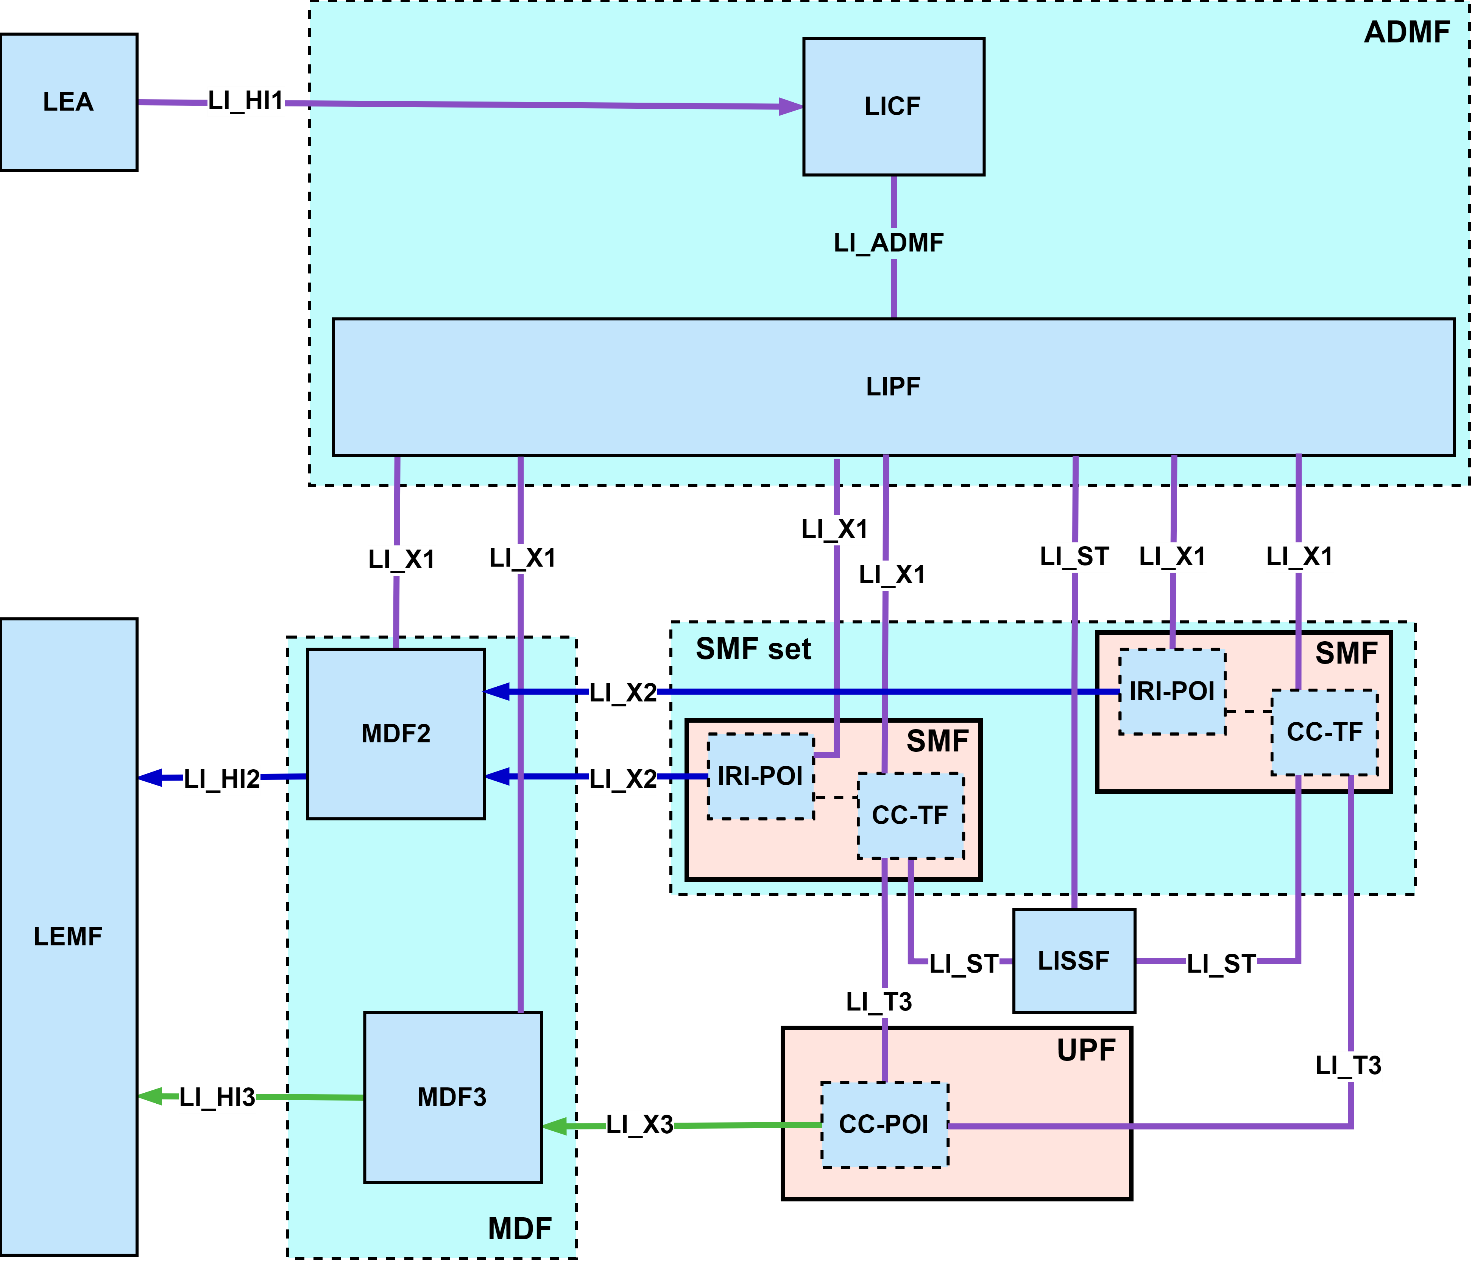 ADMF
LEA
LI_HI1
LICF
LI_ADMF
LIPF
LI_X1
LI_X1
LI_X1
LI_X1
LI_ST
LI_X1
LI_X1
SMF set
SMF
IRI-POI
CC-TF
LI_X2
MDF2
SMF
IRI-POI
CC-TF
LI_X2
LI_HI2
LEMF
LI_ST
LISSF
LI_ST
LI_T3
UPF
LI_T3
LI_HI3
MDF3
LI_X3
CC-POI
MDF